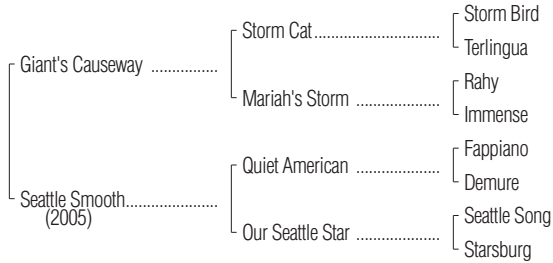 Storm Bird
Storm Cat
Terlingua
Giant's Causeway
Rahy
Mariah's Storm
Immense
Fappiano
Quiet American
Demure
Seattle Smooth
(2005)
Seattle Song
Our Seattle Star
Starsburg